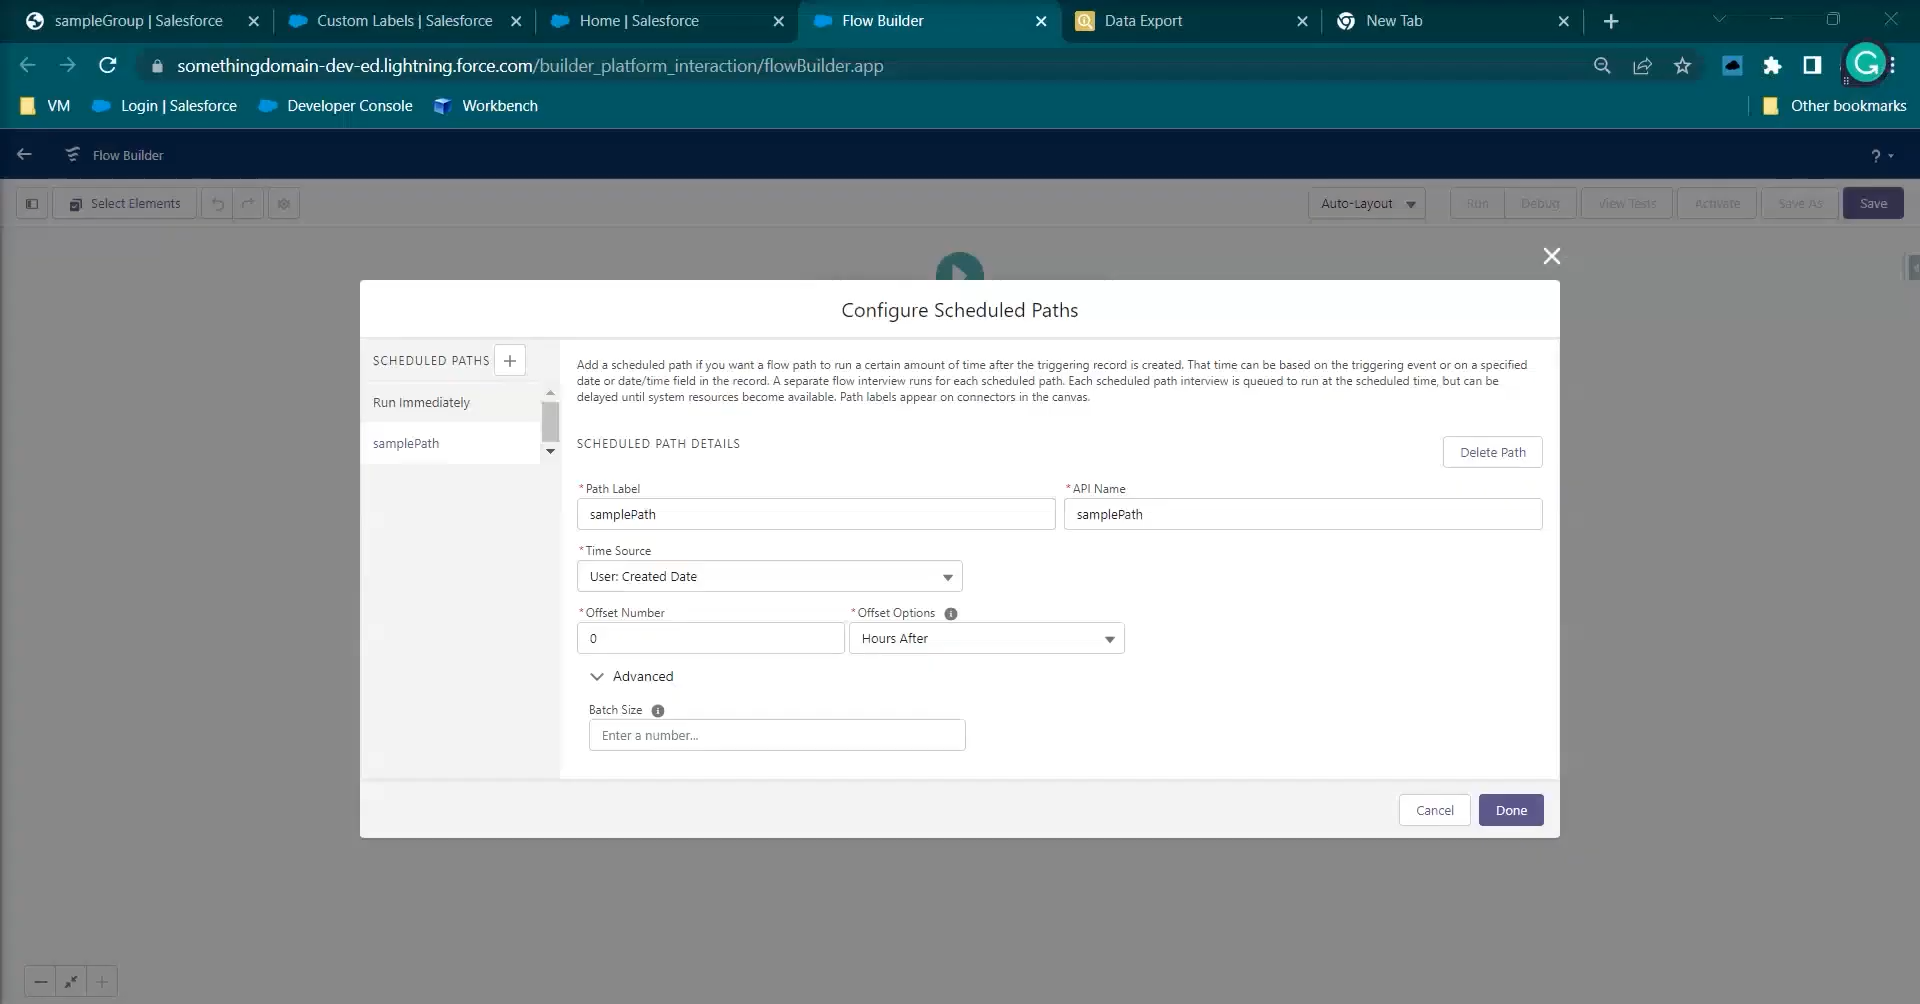 sampleGroup | Salesforce
Custom Labels | Salesforce
Home | Salesforce
Flow Builder
Data Export
New Tab
somethingdomain-dev-ed.lightning.force.com/builder_platform_interaction/flowBuilder.app
VM
Login | Salesforce
Developer Console
Workbench
Other bookmarks
Flow Builder
?
Select Elements
Auto-Layout
Run
Debug
View Tests
Activate
Save As
Save
Configure Scheduled Paths
SCHEDULED PATHS
Run Immediately
samplePath
Add a scheduled path if you want a flow path to run a certain amount of time after the triggering record is created. That time can be based on the triggering event or on a specified
date or date/time field in the record. A separate flow interview runs for each scheduled path. Each scheduled path interview is queued to run at the scheduled time, but can be
delayed until system resources become available. Path labels appear on connectors in the canvas.
SCHEDULED PATH DETAILS
Delete Path
* Path Label
samplePath
* API Name
samplePath
* Time Source
User: Created Date
* Offset Number
0
* Offset Options
Hours After
Advanced
Batch Size
Enter a number...
Cancel
Done